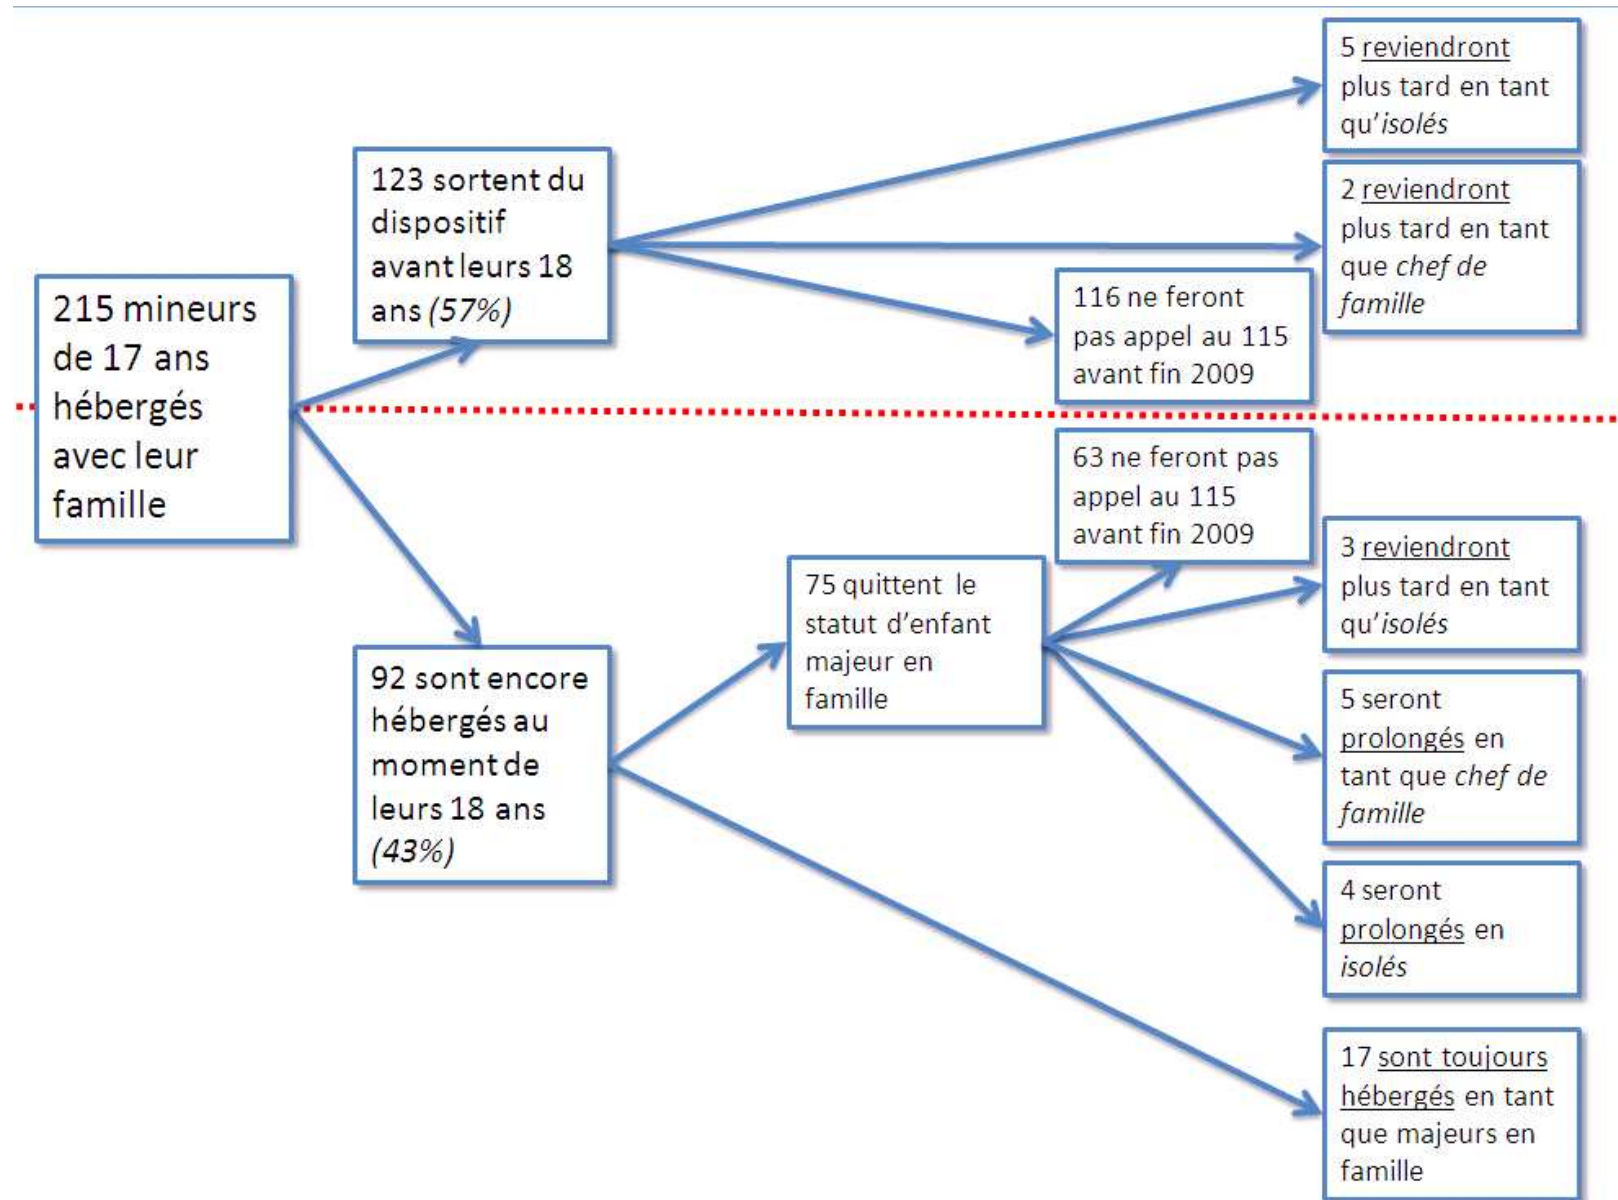 215 mineurs
de 17 ans
hébergés
avec leur
famille
123 sortent du
dispositif
avant leurs 18
ans (57%)
5 reviendront
plus tard en tant
qu'isolés
2 reviendront
plus tard en tant
que chef de
famille
116 ne feront
pas appel au 115
avant fin 2009
92 sont encore
hébergés au
moment de
leurs 18 ans
(43%)
75 quittent le
statut d'enfant
majeur en
famille
63 ne feront pas
appel au 115
avant fin 2009
3 reviendront
plus tard en tant
qu'isolés
5 seront
prolongés en
tant que chef de
famille
4 seront
prolongés en
isolés
17 sont toujours
hébergés en tant
que majeurs en
famille